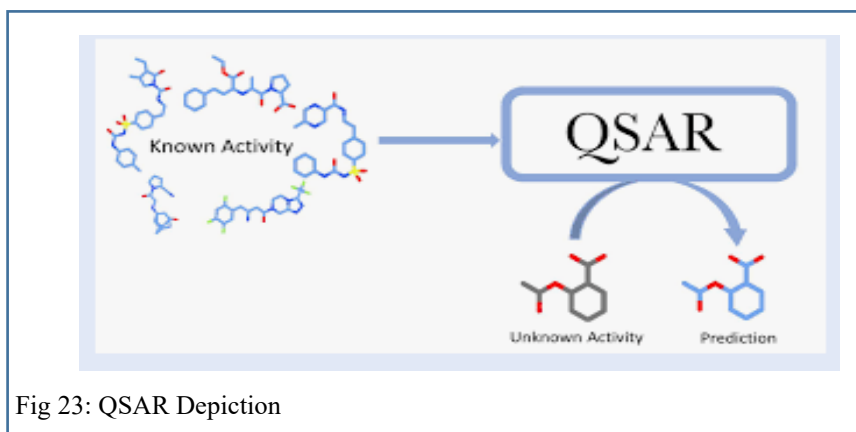 Known Activity
QSAR
Unknown Activity
Prediction
Fig 23: QSAR Depiction